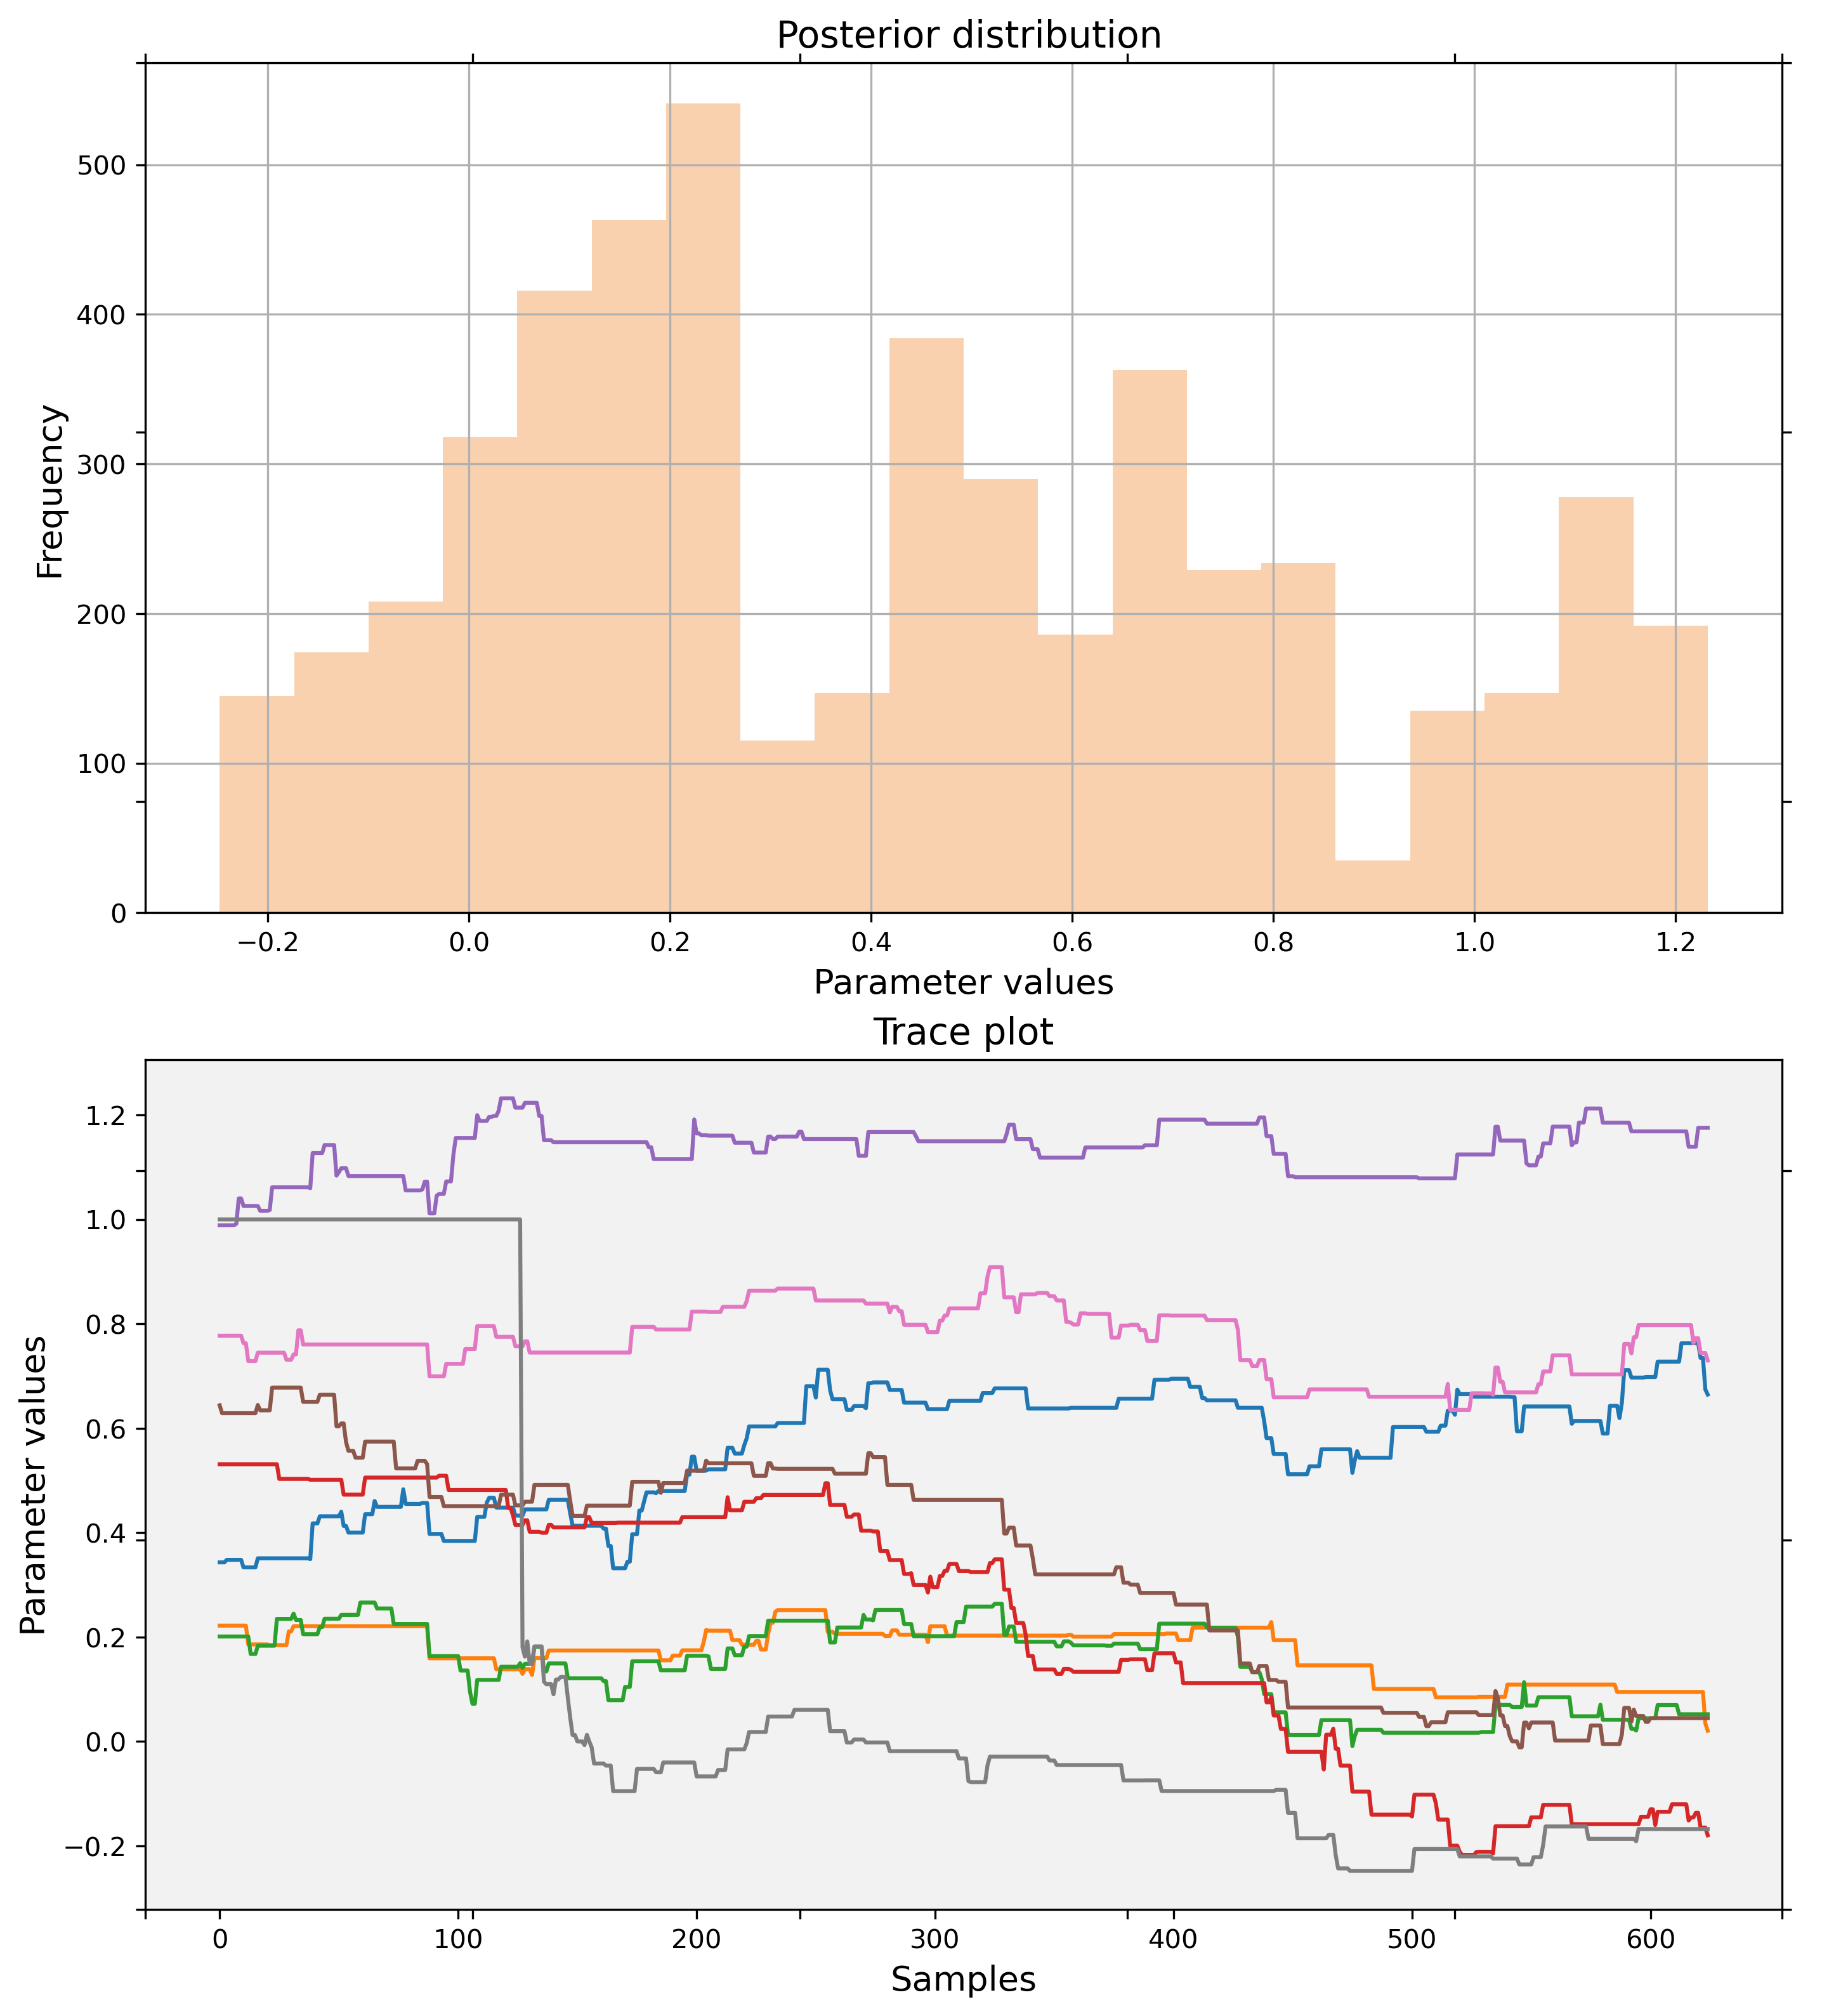 Posterior distribution
500
400
300
200
100
0
Frequency
−0.2 0.0 0.2 0.4 0.6 0.8 1.0 1.2
Parameter values
Trace plot
1.2
1.0
0.8
0.6
0.4
0.2
0.0
−0.2
Parameter values
0 100 200 300 400 500 600
Samples